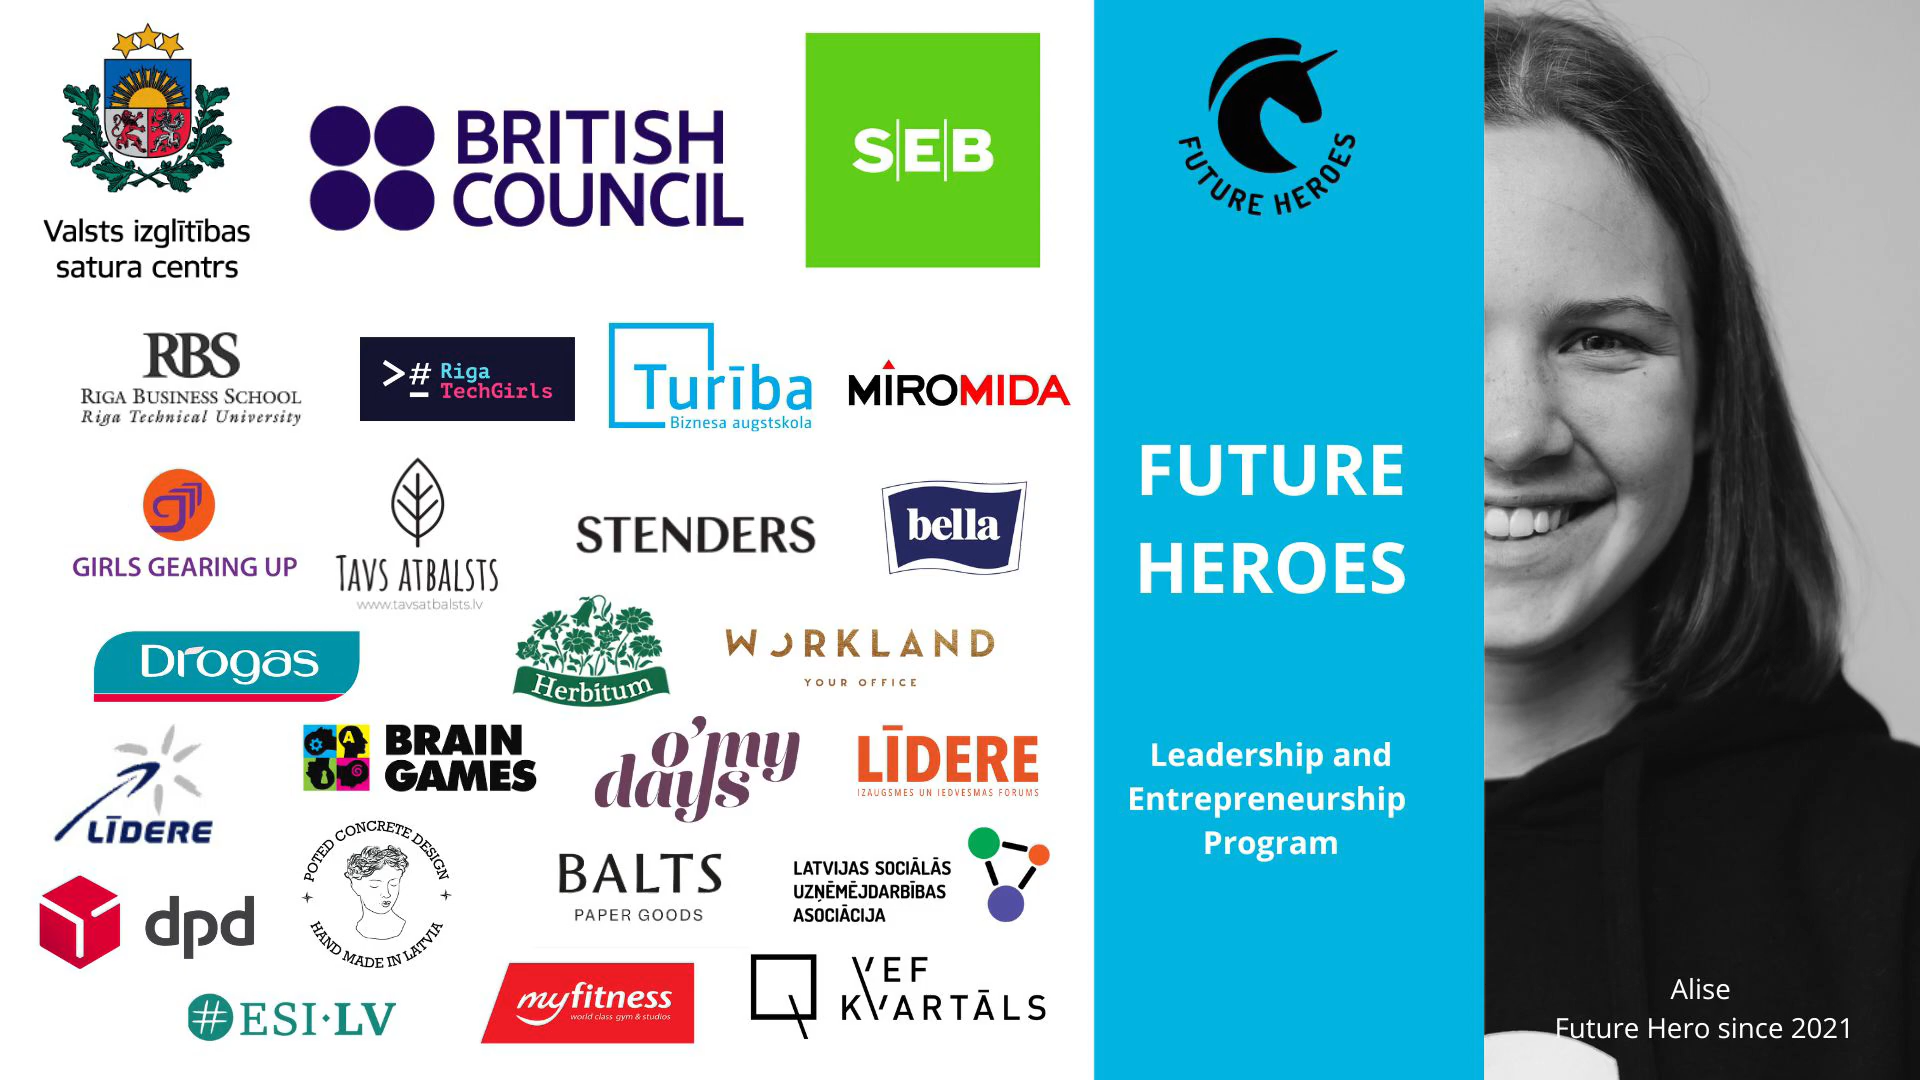 Valsts izglītības
satura centrs
BRITISH
COUNCIL
S|E|B
FUTURE HEROES
RBS
RIGA BUSINESS SCHOOL
Riga Technical University
># Riga
TechGirls
Turība
Biznesa augstskola
MIROMIDA
GIRLS GEARING UP
TAVS ATBALSTS
www.tavsatbalsts.lv
STENDERS
bella
FUTURE
HEROES
Drogas
Herbitum
WORKLAND
YOUR OFFICE
LĪDERE
BRAIN
GAMES
A
o'my
days
LĪDERE
IZAUGSMES UN IEDVESMAS FORUMS
Leadership and
Entrepreneurship
Program
dpd
POTED CONCRETE DESIGN
HAND MADE IN LATVIA
BALTS
PAPER GOODS
LATVIJAS SOCIĀLĀS
UZŅĒMĒJDARBĪBAS
ASOCIĀCIJA
#ESI·LV
myfitness
world class gym & studios
VEF
KVARTĀLS
Alise
Future Hero since 2021